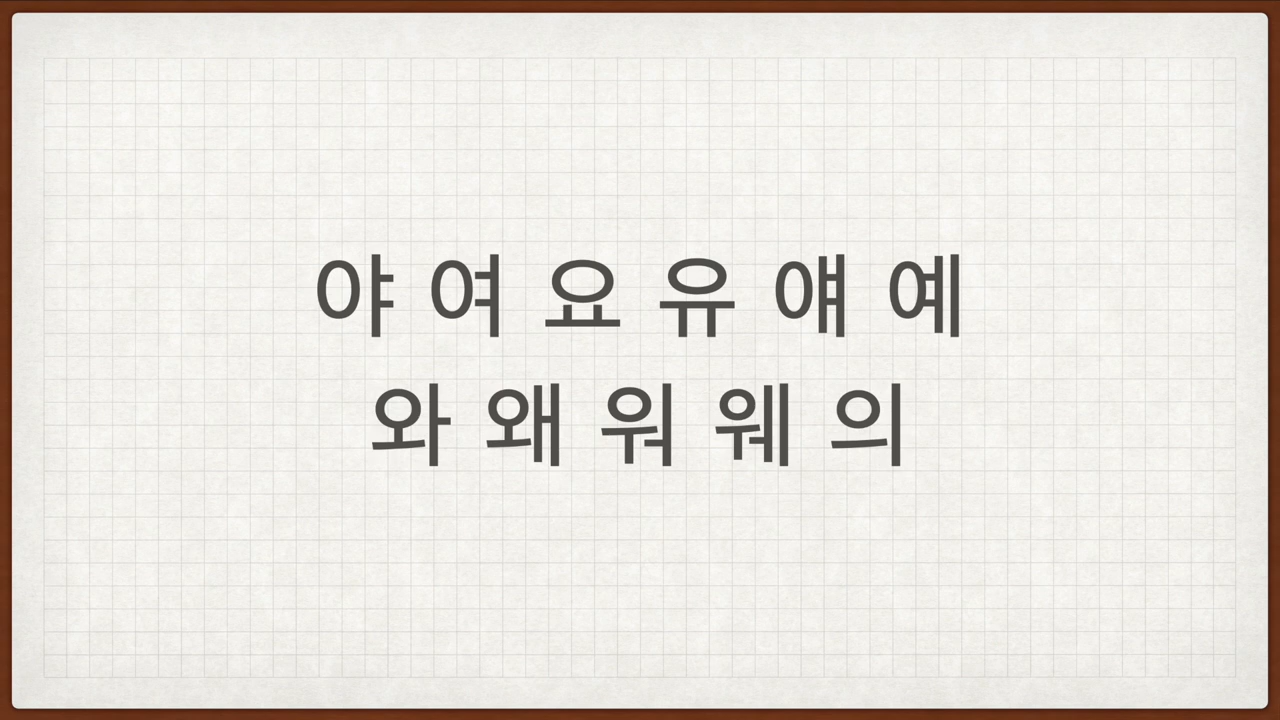 야 여 요 유 얘 예
와 왜 워 웨 의